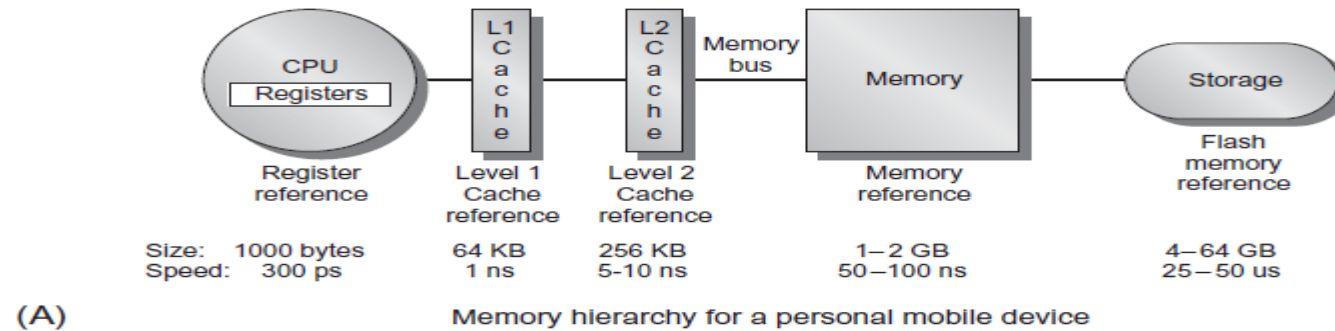 CPU
Registers
L1
C
a
c
h
e
L2
C
a
c
h
e
Memory
bus
Memory
Storage
Register
reference
Level 1
Cache
reference
Level 2
Cache
reference
Memory
reference
Flash
memory
reference
Size: 1000 bytes 64 KB 256 KB 1–2 GB 4–64 GB
Speed: 300 ps 1 ns 5-10 ns 50–100 ns 25–50 us
(A) Memory hierarchy for a personal mobile device